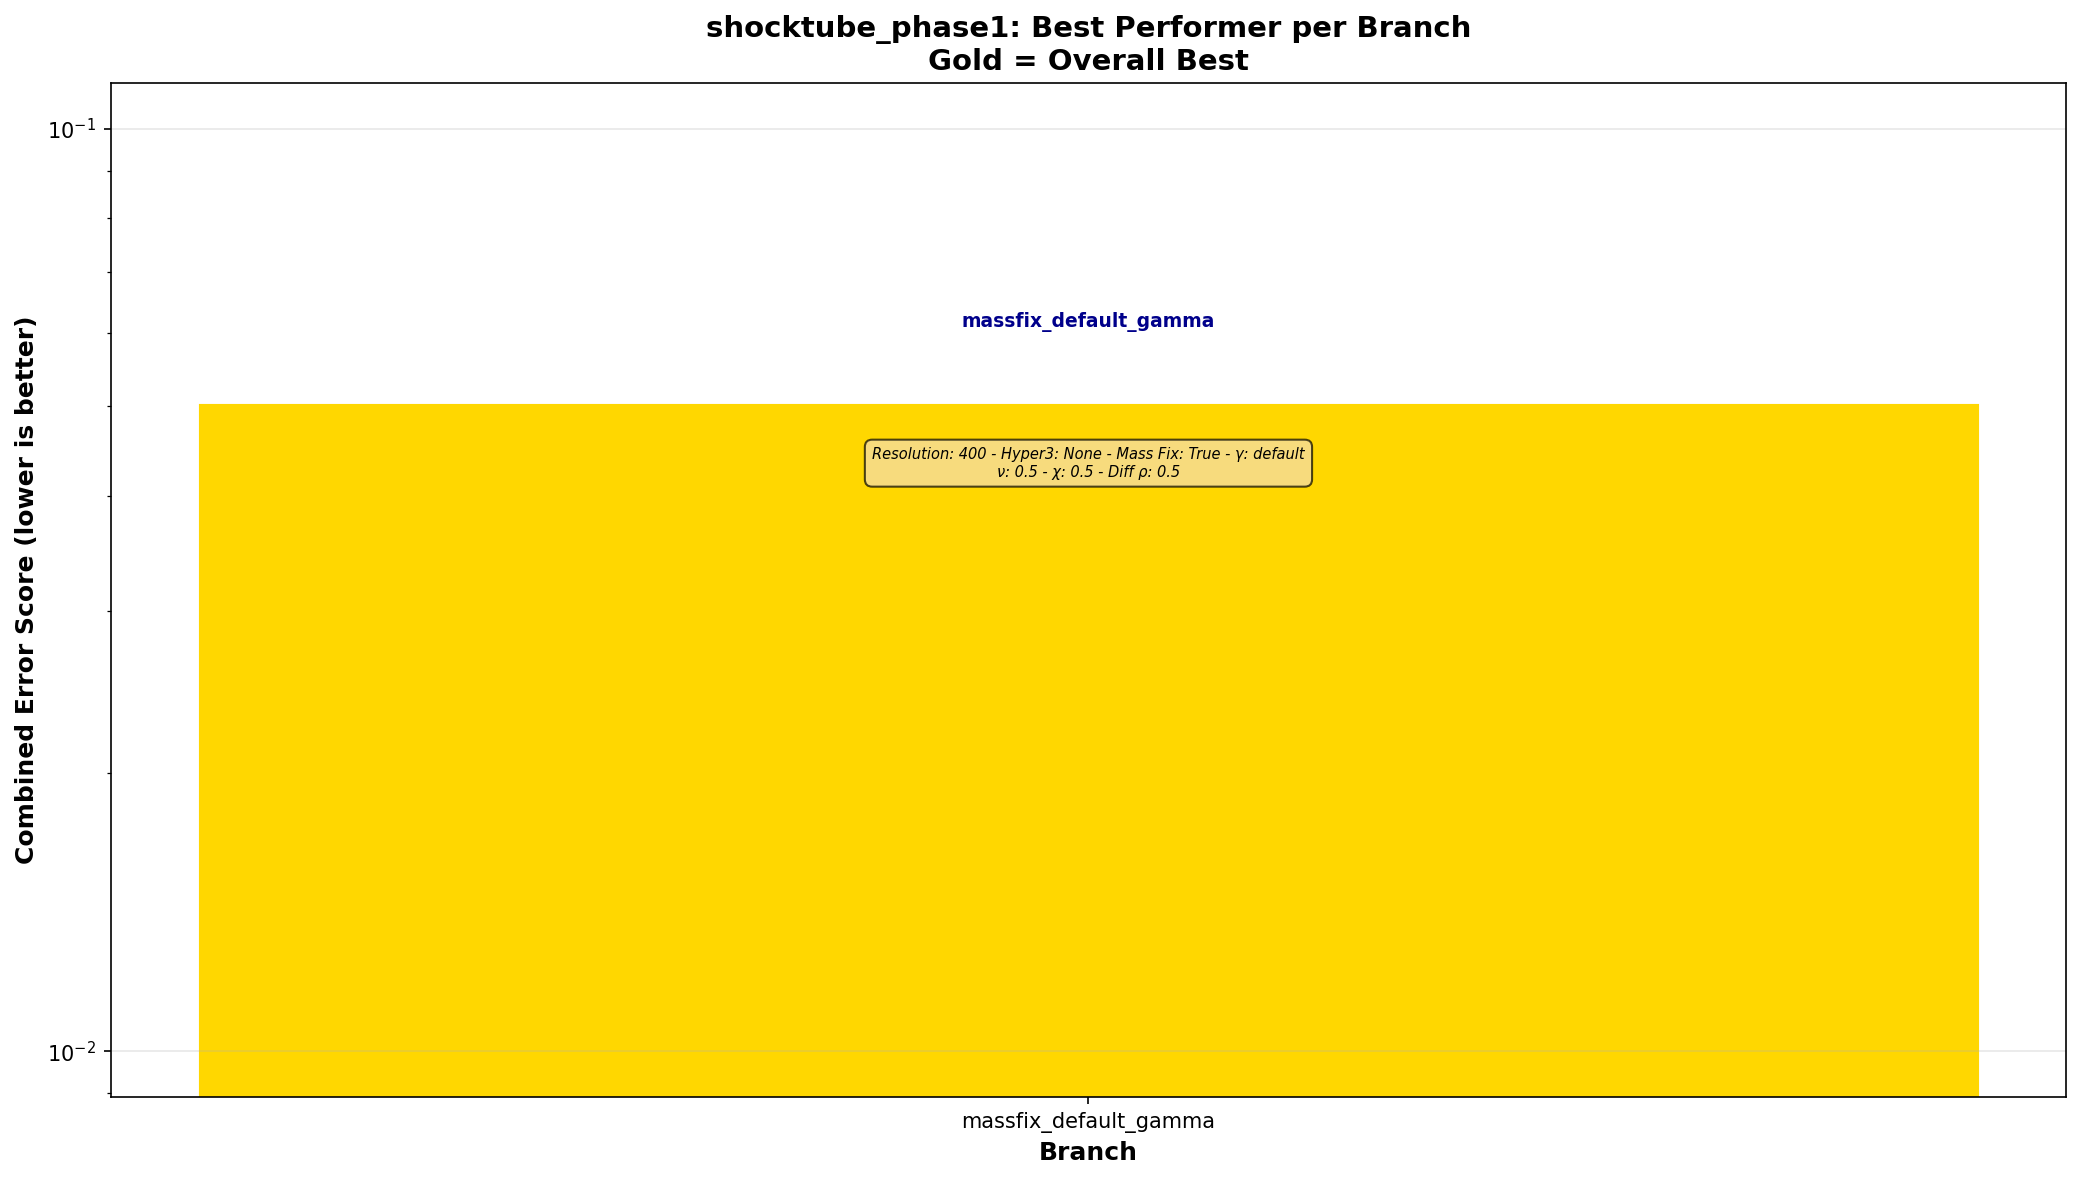 shocktube_phase1: Best Performer per Branch
Gold = Overall Best
Combined Error Score (lower is better)
10⁻¹
10⁻²
massfix_default_gamma
Resolution: 400 - Hyper3: None - Mass Fix: True - γ: default
ν: 0.5 - χ: 0.5 - Diff ρ: 0.5
massfix_default_gamma
Branch